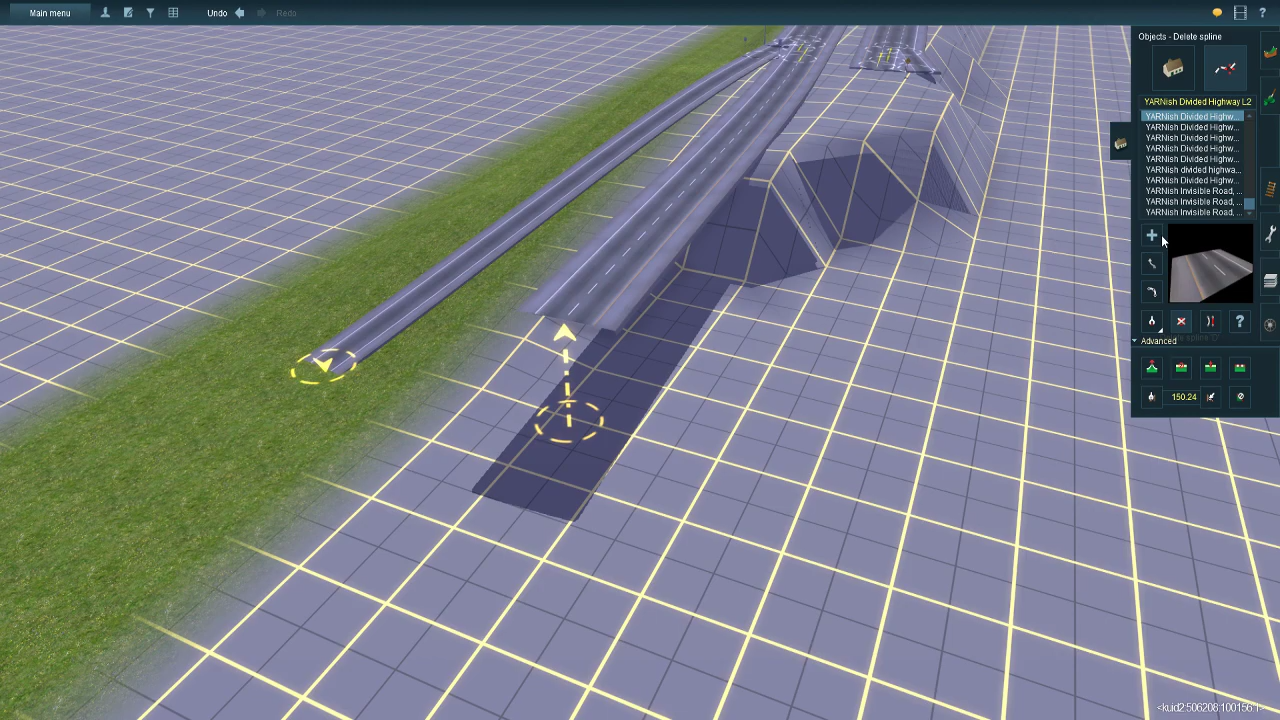 Main menu
Undo
Redo
?
Objects - Delete spline
YARNish Divided Highway L2
YARNish Divided Highw...
YARNish Divided Highw...
YARNish Divided Highw...
YARNish Divided Highw...
YARNish Divided Highw...
YARNish divided highwa...
YARNish Divided Highw...
YARNish Invisible Road, ...
YARNish Invisible Road, ...
YARNish Invisible Road, ...
?
Advanced
150.24
<kuid2:506208:100156:1>